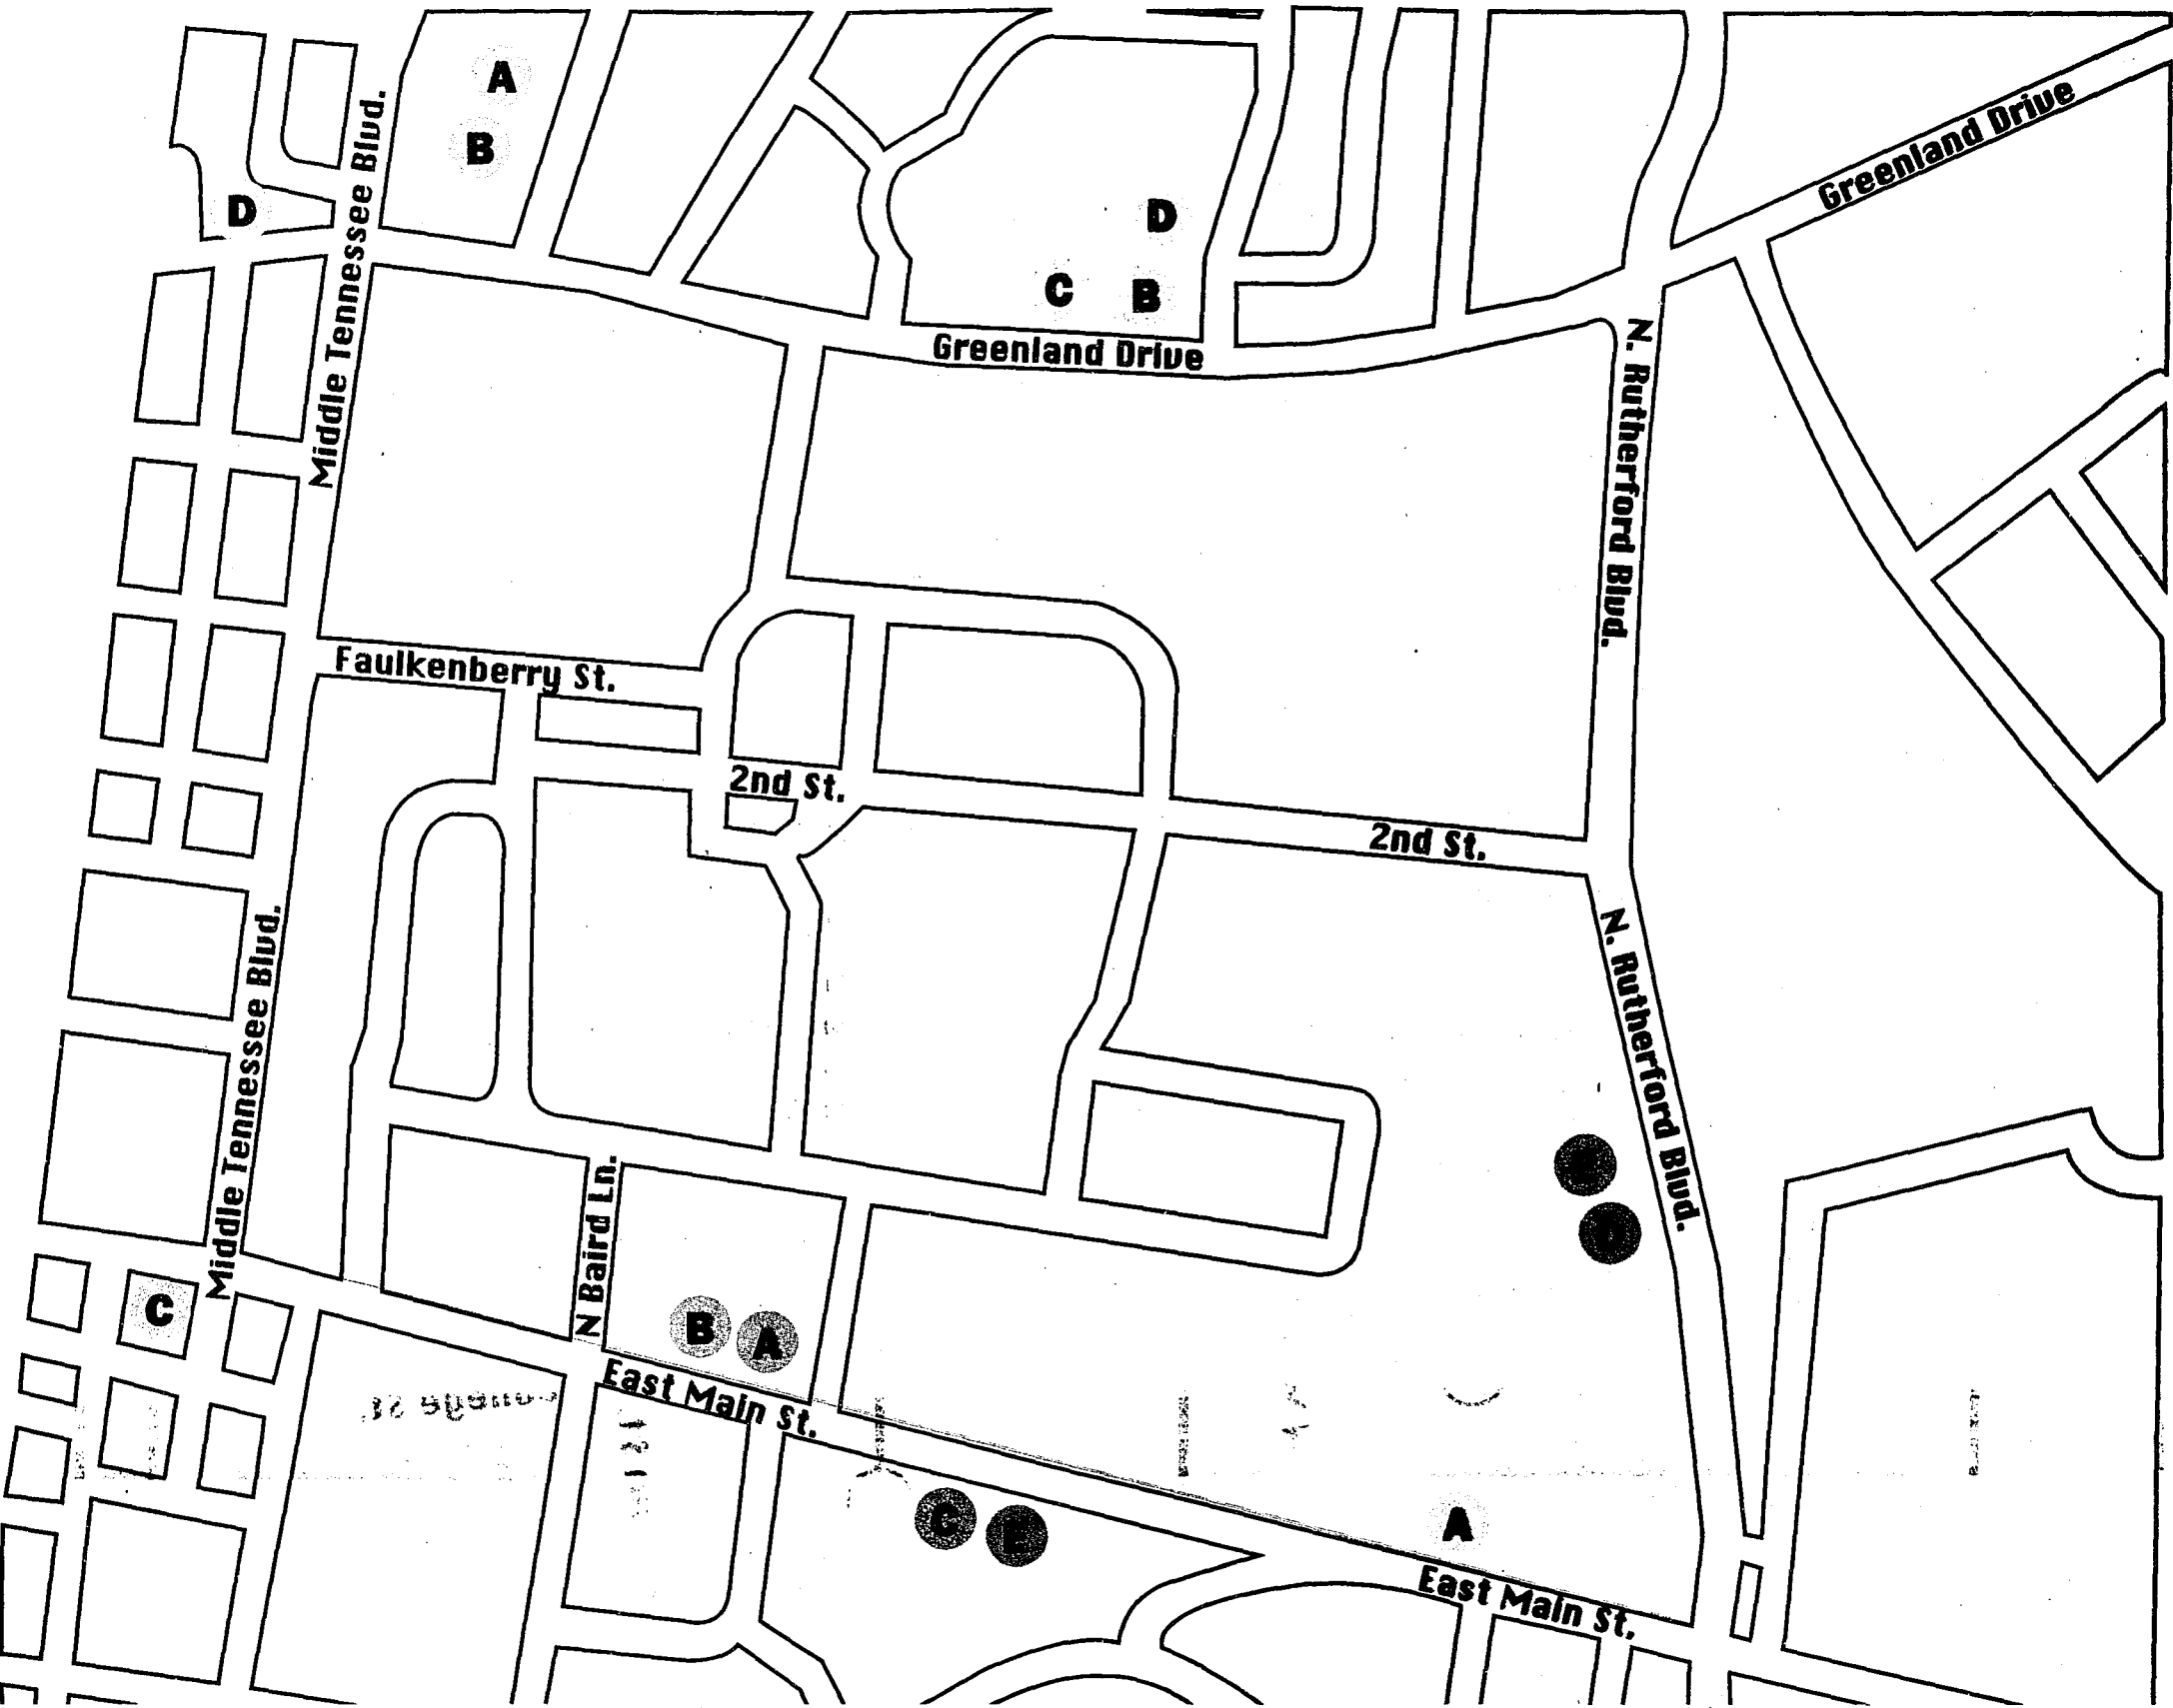 A
B
Middle Tennessee Blvd.
D
Greenland Drive
D
C
B
Greenland Drive
N. Rutherford Blvd.
Middle Tennessee Blvd.
Faulkenberry St.
2nd St.
2nd St.
N. Rutherford Blvd.
N Baird Ln.
C
B
A
East Main St.
C
E
A
East Main St.